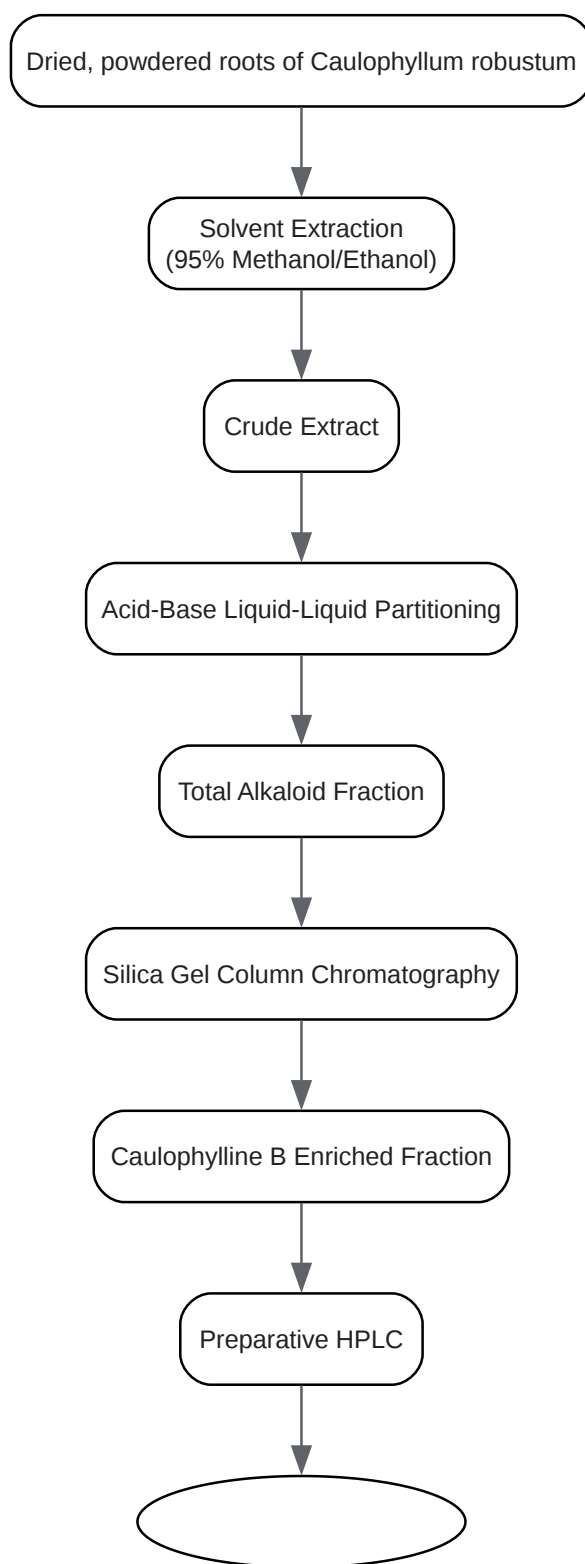 Dried, powdered roots of Caulophyllum robustum
Solvent Extraction
(95% Methanol/Ethanol)
Crude Extract
Acid-Base Liquid-Liquid Partitioning
Total Alkaloid Fraction
Silica Gel Column Chromatography
Caulophylline B Enriched Fraction
Preparative HPLC